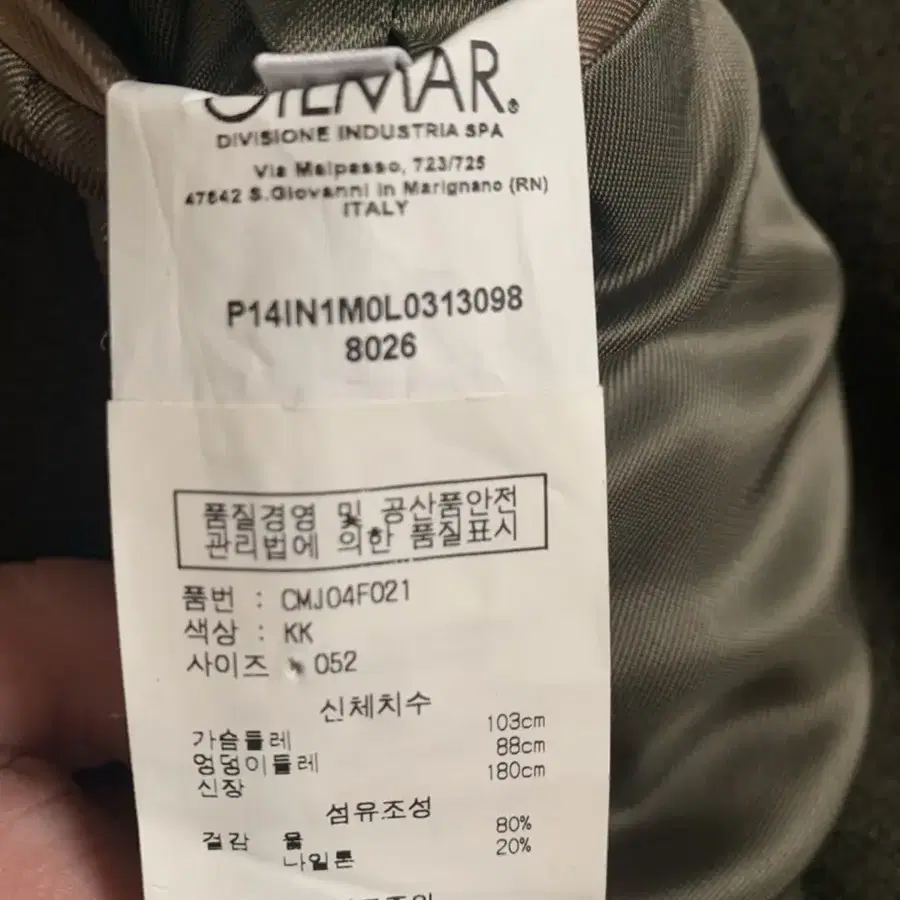 GILMAR®
DIVISIONE INDUSTRIA SPA
Via Malpasso, 723/725
47842 S.Giovanni in Marignano (RN)
ITALY
P14IN1M0L0313098
8026
품질경영 및 공산품안전
관리법에 의한 품질표시
품번 : CMJ04F021
색상 : KK
사이즈 : 052
신체치수
가슴둘레 103cm
엉덩이둘레 88cm
신장 180cm
섬유조성
겉감 울 80%
나일론 20%